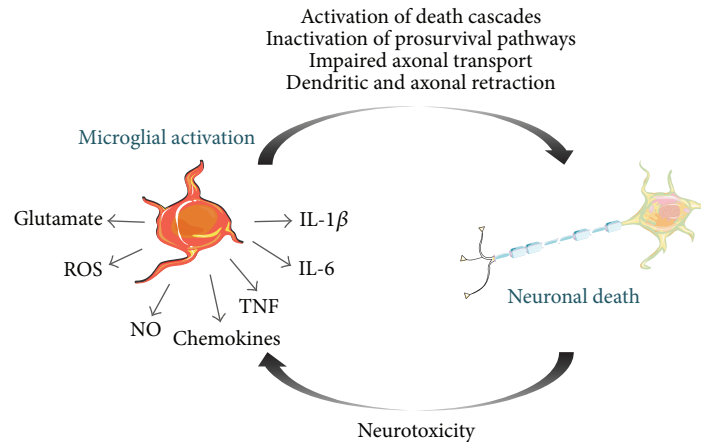 Activation of death cascades
Inactivation of prosurvival pathways
Impaired axonal transport
Dendritic and axonal retraction
Microglial activation
Glutamate
ROS
NO
Chemokines
TNF
IL-6
IL-1β
Neuronal death
Neurotoxicity